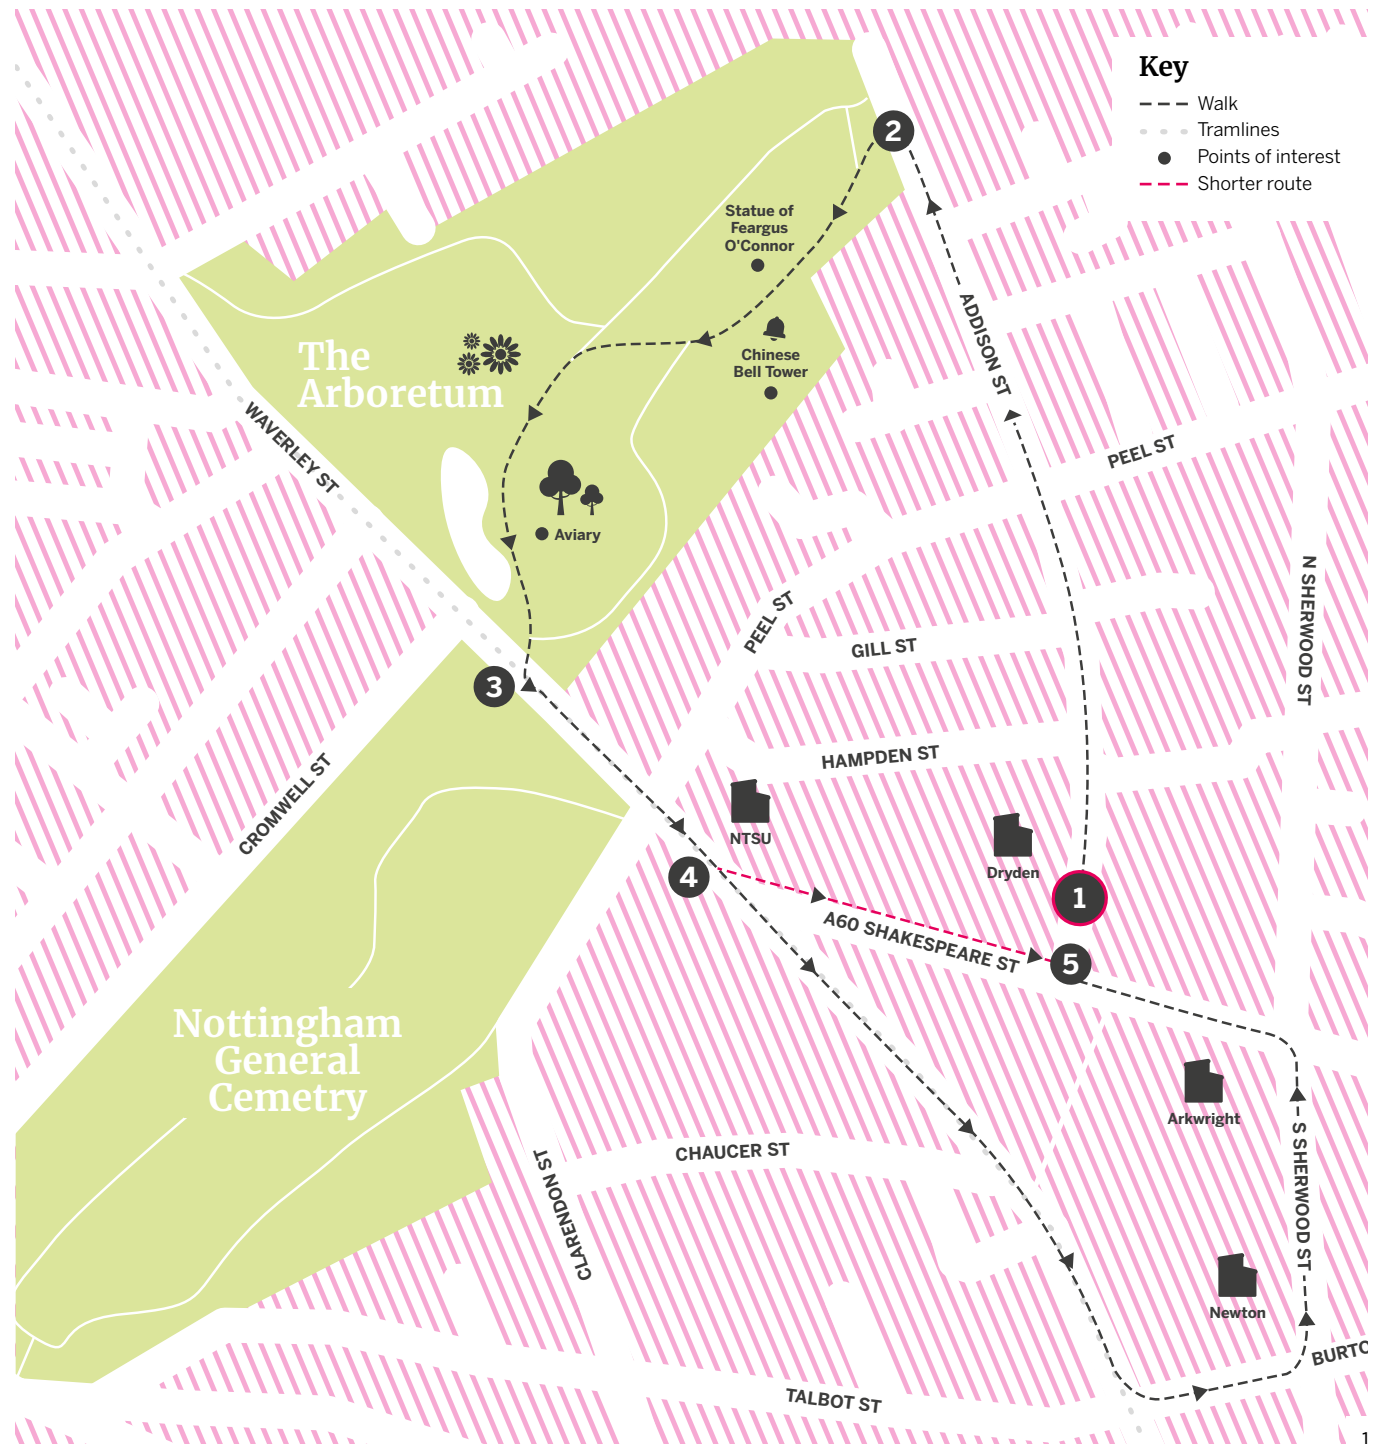 Key
Walk
Tramlines
Points of interest
Shorter route
2
Statue of
Feargus
O'Connor
ADDISON ST
Chinese
Bell Tower
The
Arboretum
WAVERLEY ST
PEEL ST
Aviary
N SHERWOOD ST
PEEL ST
GILL ST
3
HAMPDEN ST
CROMWELL ST
NTSU
Dryden
4
1
A60 SHAKESPEARE ST
5
Nottingham
General
Cemetry
Arkwright
CHAUCER ST
CLARENDON ST
S SHERWOOD ST
Newton
BURTO
TALBOT ST
1